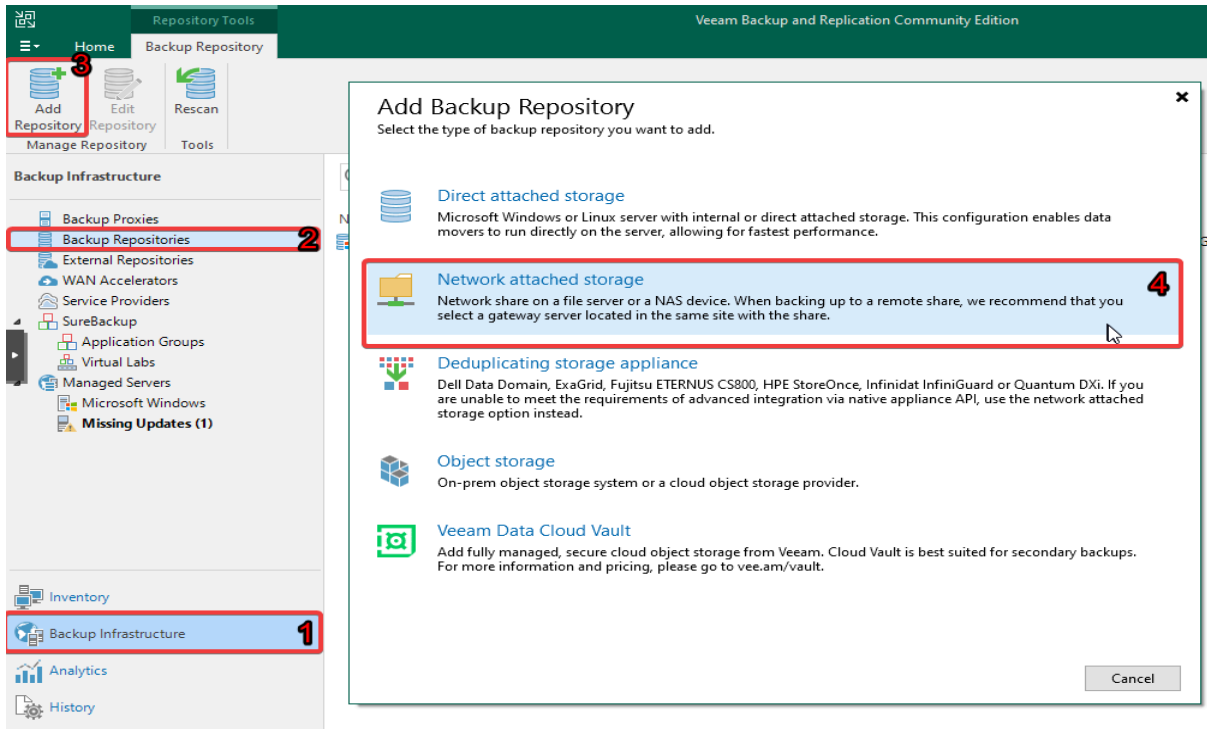 Repository Tools
Veeam Backup and Replication Community Edition
Home
Backup Repository
3
Add
Repository
Edit
Repository
Rescan
Manage Repository
Tools
Backup Infrastructure
Backup Proxies
Backup Repositories
2
External Repositories
WAN Accelerators
Service Providers
SureBackup
Application Groups
Virtual Labs
Managed Servers
Microsoft Windows
Missing Updates (1)
Inventory
Backup Infrastructure
1
Analytics
History
N
Add Backup Repository
Select the type of backup repository you want to add.
Direct attached storage
Microsoft Windows or Linux server with internal or direct attached storage. This configuration enables data
movers to run directly on the server, allowing for fastest performance.
Network attached storage
4
Network share on a file server or a NAS device. When backing up to a remote share, we recommend that you
select a gateway server located in the same site with the share.
Deduplicating storage appliance
Dell Data Domain, ExaGrid, Fujitsu ETERNUS CS800, HPE StoreOnce, Infinidat InfiniGuard or Quantum DXi. If you
are unable to meet the requirements of advanced integration via native appliance API, use the network attached
storage option instead.
Object storage
On-prem object storage system or a cloud object storage provider.
Veeam Data Cloud Vault
Add fully managed, secure cloud object storage from Veeam. Cloud Vault is best suited for secondary backups.
For more information and pricing, please go to vee.am/vault.
Cancel